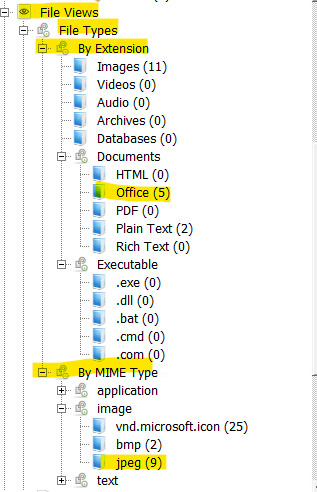 File Views
File Types
By Extension
Images (11)
Videos (0)
Audio (0)
Archives (0)
Databases (0)
Documents
HTML (0)
Office (5)
PDF (0)
Plain Text (2)
Rich Text (0)
Executable
.exe (0)
.dll (0)
.bat (0)
.cmd (0)
.com (0)
By MIME Type
application
image
vnd.microsoft.icon (25)
bmp (2)
jpeg (9)
text